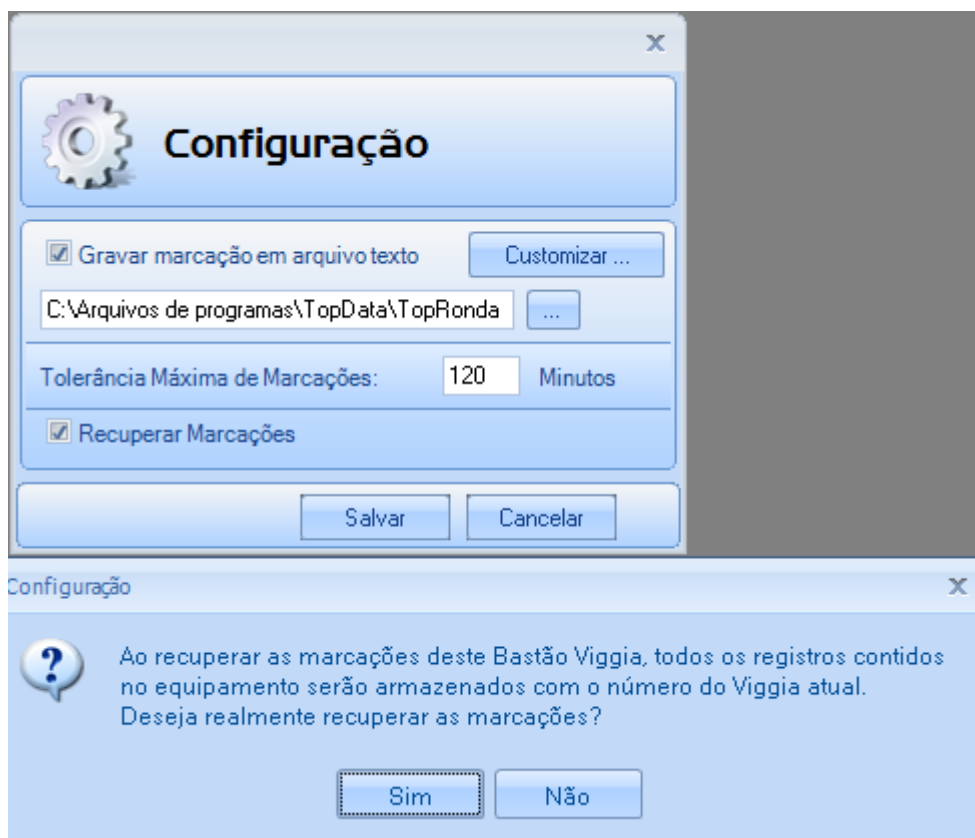 Configuração
Gravar marcação em arquivo texto
Customizar ...
C:\Arquivos de programas\TopData\TopRonda
...
Tolerância Máxima de Marcações: 120 Minutos
Recuperar Marcações
Salvar Cancelar
Configuração
Ao recuperar as marcações deste Bastão Viggia, todos os registros contidos
no equipamento serão armazenados com o número do Viggia atual.
Deseja realmente recuperar as marcações?
Sim Não